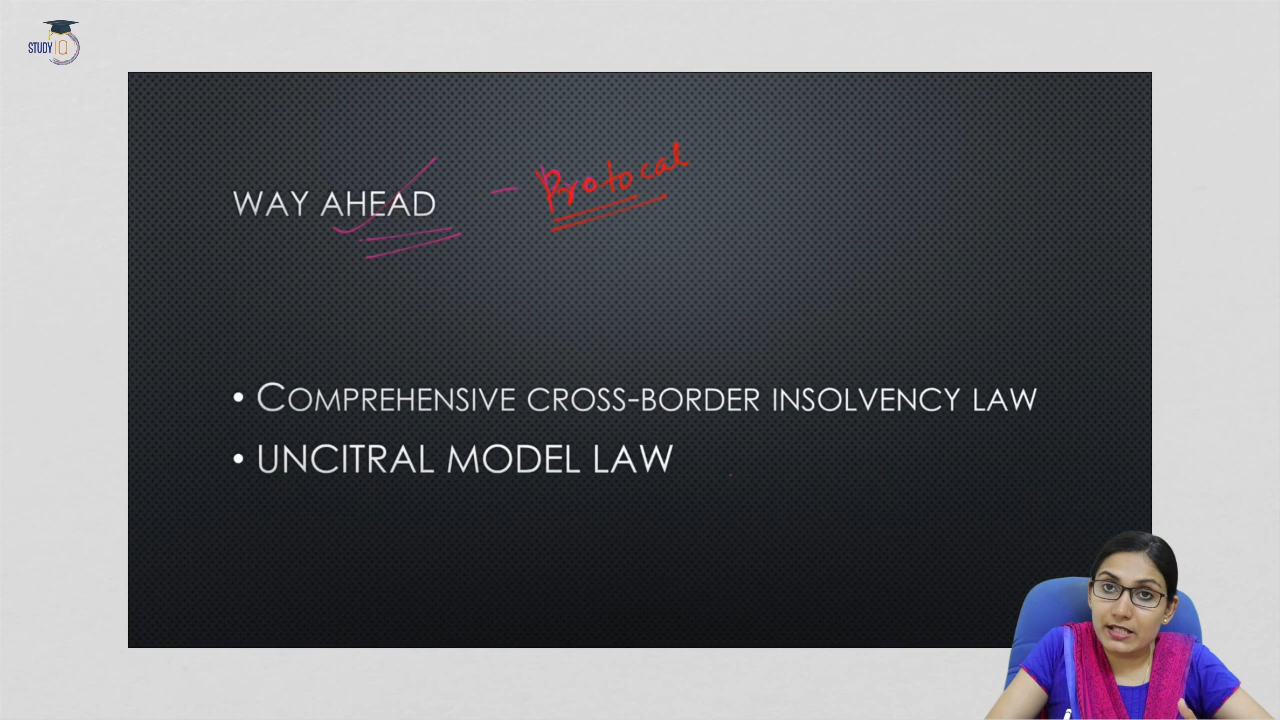 STUDY IQ
WAY AHEAD - Protocal
• COMPREHENSIVE CROSS-BORDER INSOLVENCY LAW
• UNCITRAL MODEL LAW